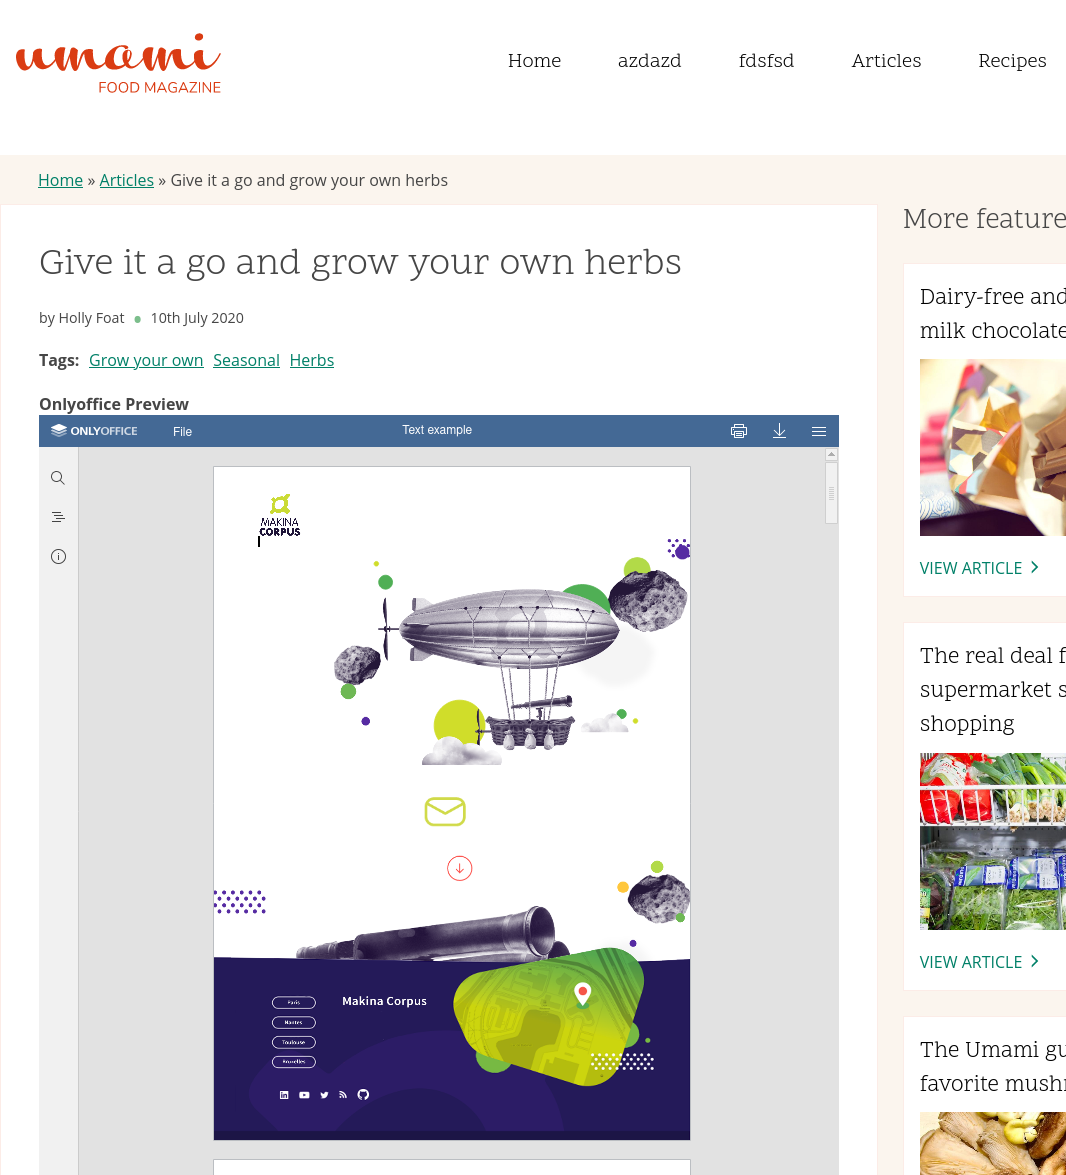 umami
FOOD MAGAZINE
Home azdazd fdsfsd Articles Recipes
Home » Articles » Give it a go and grow your own herbs
Give it a go and grow your own herbs
by Holly Foat 10th July 2020
Tags: Grow your own Seasonal Herbs
Onlyoffice Preview
ONLYOFFICE File Text example
MAKINA
CORPUS
Makina Corpus
Paris
Nantes
Toulouse
Bruxelles
More feature
Dairy-free and
milk chocolate
VIEW ARTICLE
The real deal f
supermarket s
shopping
VIEW ARTICLE
The Umami gu
favorite mushr